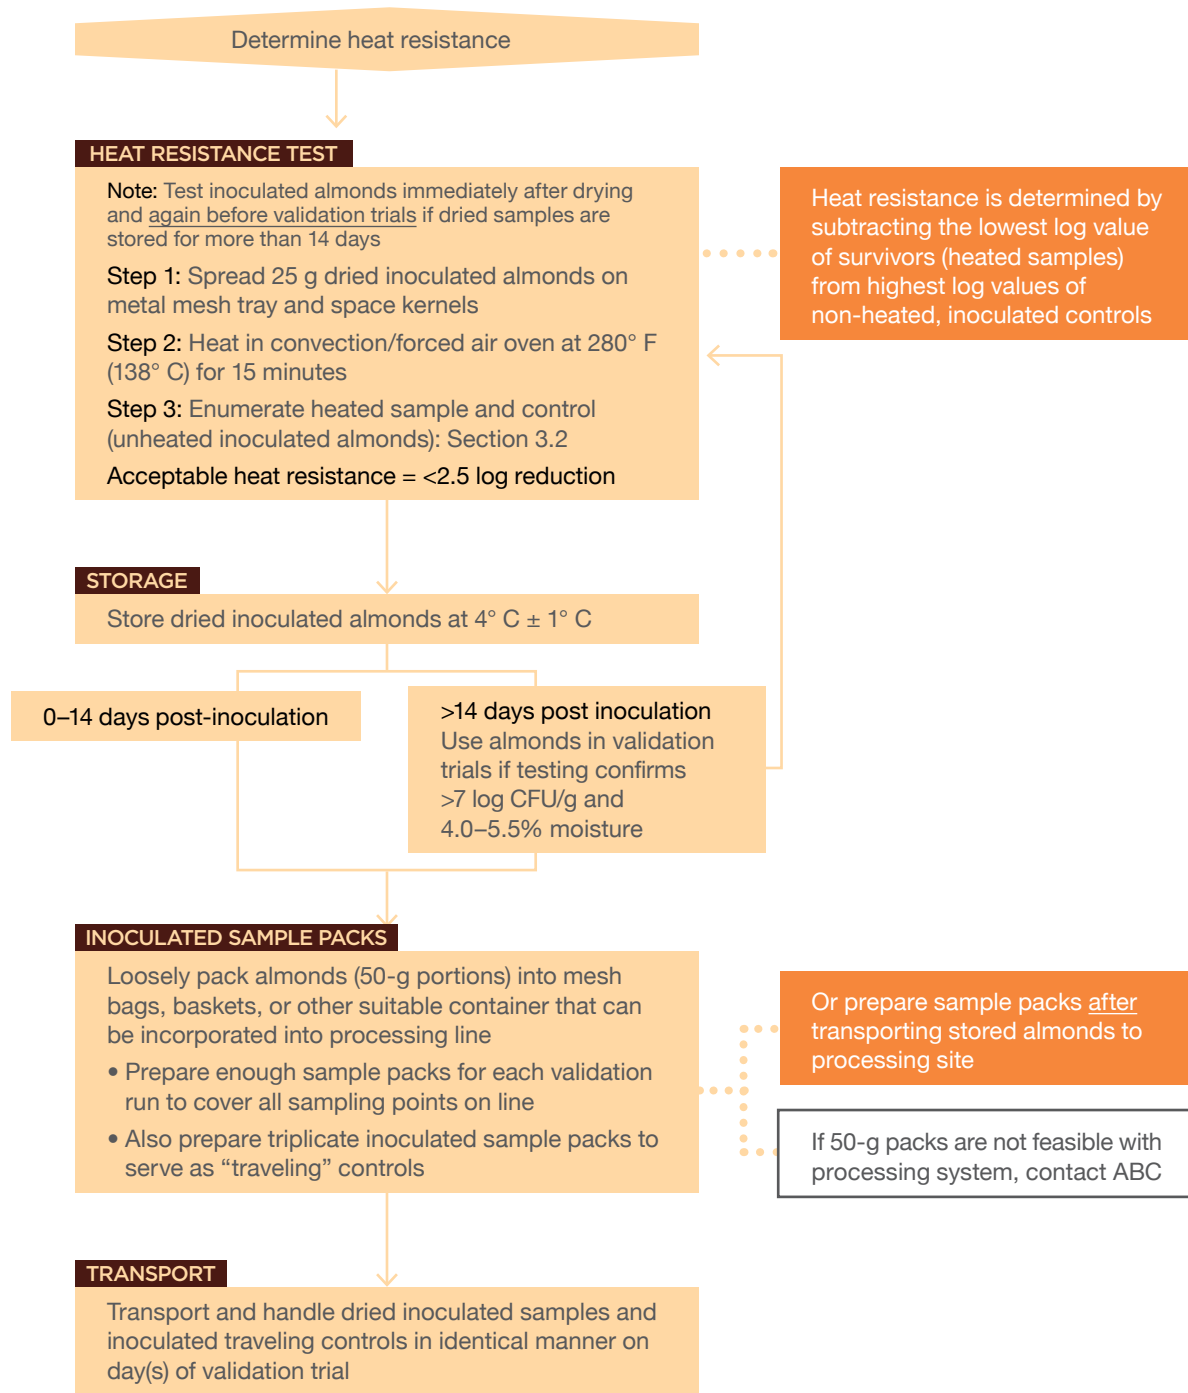 Determine heat resistance
HEAT RESISTANCE TEST
Note: Test inoculated almonds immediately after drying
and again before validation trials if dried samples are
stored for more than 14 days
Step 1: Spread 25 g dried inoculated almonds on
metal mesh tray and space kernels
Step 2: Heat in convection/forced air oven at 280° F
(138° C) for 15 minutes
Step 3: Enumerate heated sample and control
(unheated inoculated almonds): Section 3.2
Acceptable heat resistance = <2.5 log reduction
Heat resistance is determined by
subtracting the lowest log value
of survivors (heated samples)
from highest log values of
non-heated, inoculated controls
STORAGE
Store dried inoculated almonds at 4° C ± 1° C
0–14 days post-inoculation
>14 days post inoculation
Use almonds in validation
trials if testing confirms
>7 log CFU/g and
4.0–5.5% moisture
INOCULATED SAMPLE PACKS
Loosely pack almonds (50-g portions) into mesh
bags, baskets, or other suitable container that can
be incorporated into processing line
• Prepare enough sample packs for each validation
run to cover all sampling points on line
• Also prepare triplicate inoculated sample packs to
serve as “traveling” controls
Or prepare sample packs after
transporting stored almonds to
processing site
If 50-g packs are not feasible with
processing system, contact ABC
TRANSPORT
Transport and handle dried inoculated samples and
inoculated traveling controls in identical manner on
day(s) of validation trial